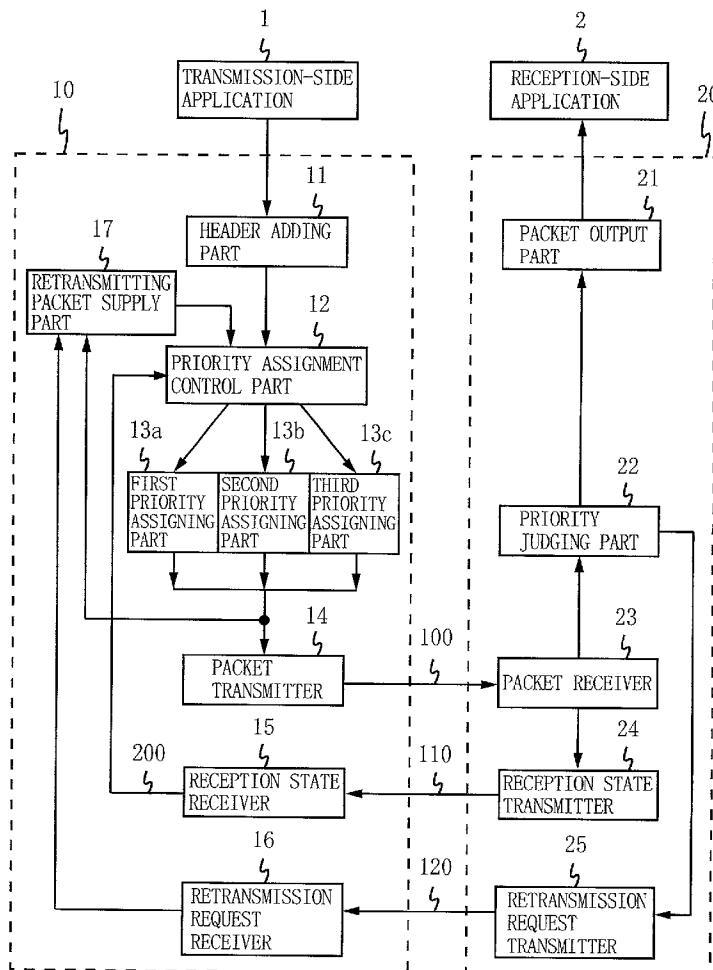 1
2
TRANSMISSION-SIDE
APPLICATION
RECEPTION-SIDE
APPLICATION
10
20
11
21
HEADER ADDING
PART
PACKET OUTPUT
PART
17
RETRANSMITTING
PACKET SUPPLY
PART
12
PRIORITY ASSIGNMENT
CONTROL PART
13a
13b
13c
FIRST
PRIORITY
ASSIGNING
PART
SECOND
PRIORITY
ASSIGNING
PART
THIRD
PRIORITY
ASSIGNING
PART
22
PRIORITY
JUDGING PART
14
100
23
PACKET
TRANSMITTER
PACKET RECEIVER
15
200
110
24
RECEPTION STATE
RECEIVER
RECEPTION STATE
TRANSMITTER
16
120
25
RETRANSMISSION
REQUEST
RECEIVER
RETRANSMISSION
REQUEST
TRANSMITTER